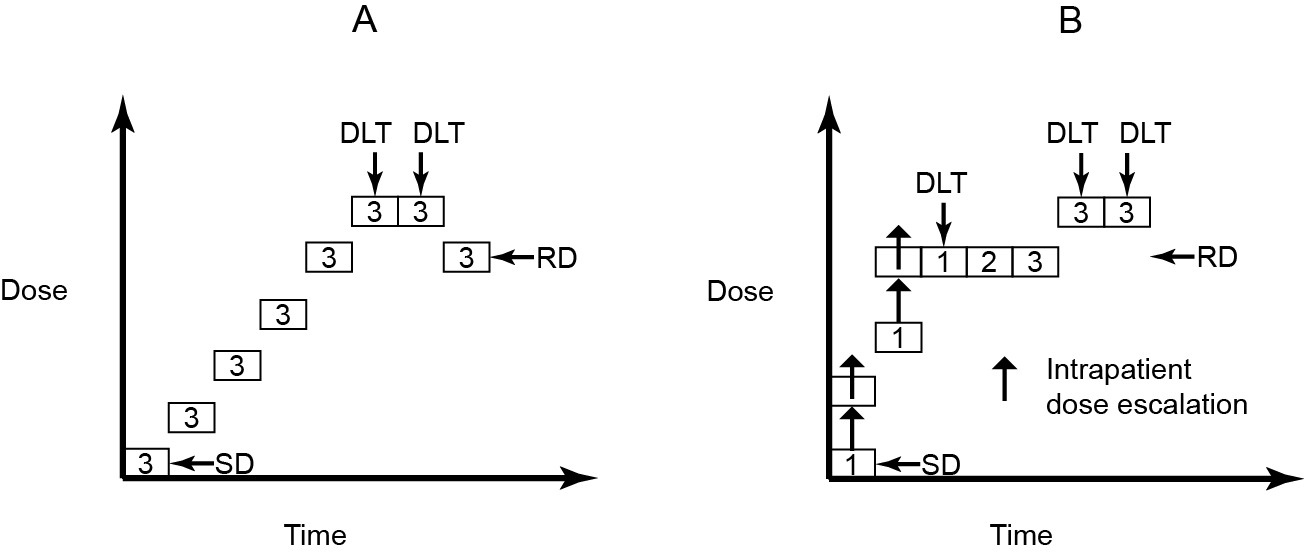 A
DLT DLT
3 3
3
3 RD
3
3
3
3 SD
Dose
Time
B
DLT DLT
DLT
3 3
1 2 3
RD
1
1 SD
Dose
Intrapatient
dose escalation
Time